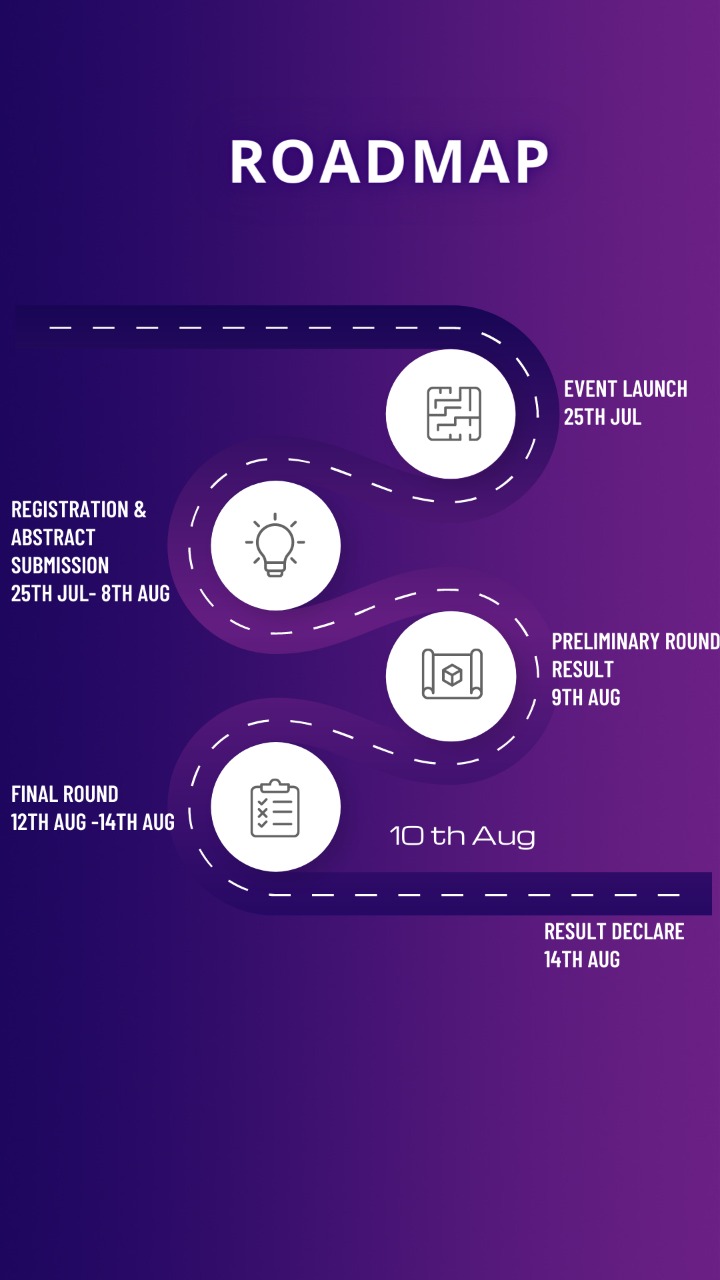 ROADMAP
EVENT LAUNCH
25TH JUL
REGISTRATION &
ABSTRACT
SUBMISSION
25TH JUL- 8TH AUG
PRELIMINARY ROUND
RESULT
9TH AUG
FINAL ROUND
12TH AUG -14TH AUG
10 th Aug
RESULT DECLARE
14TH AUG